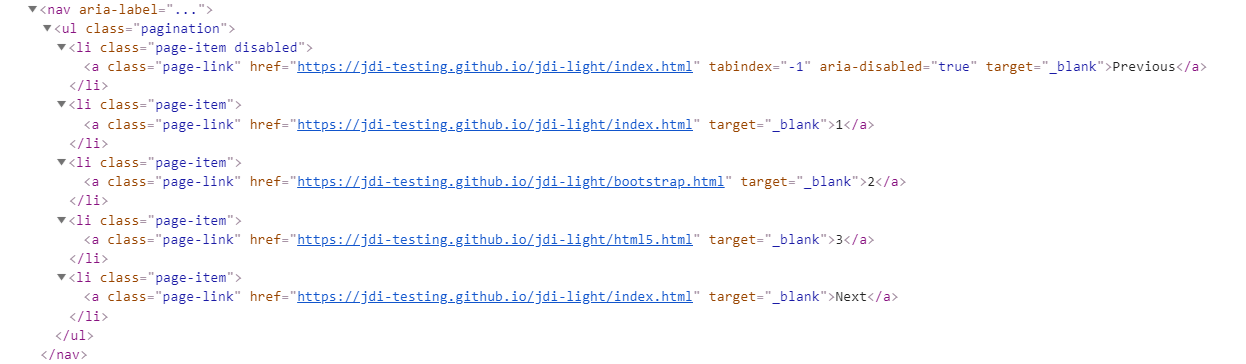 <nav aria-label="...">
<ul class="pagination">
<li class="page-item disabled">
<a class="page-link" href="https://jdi-testing.github.io/jdi-light/index.html" tabindex="-1" aria-disabled="true" target="_blank">Previous</a>
</li>
<li class="page-item">
<a class="page-link" href="https://jdi-testing.github.io/jdi-light/index.html" target="_blank">1</a>
</li>
<li class="page-item">
<a class="page-link" href="https://jdi-testing.github.io/jdi-light/bootstrap.html" target="_blank">2</a>
</li>
<li class="page-item">
<a class="page-link" href="https://jdi-testing.github.io/jdi-light/html5.html" target="_blank">3</a>
</li>
<li class="page-item">
<a class="page-link" href="https://jdi-testing.github.io/jdi-light/index.html" target="_blank">Next</a>
</li>
</ul>
</nav>